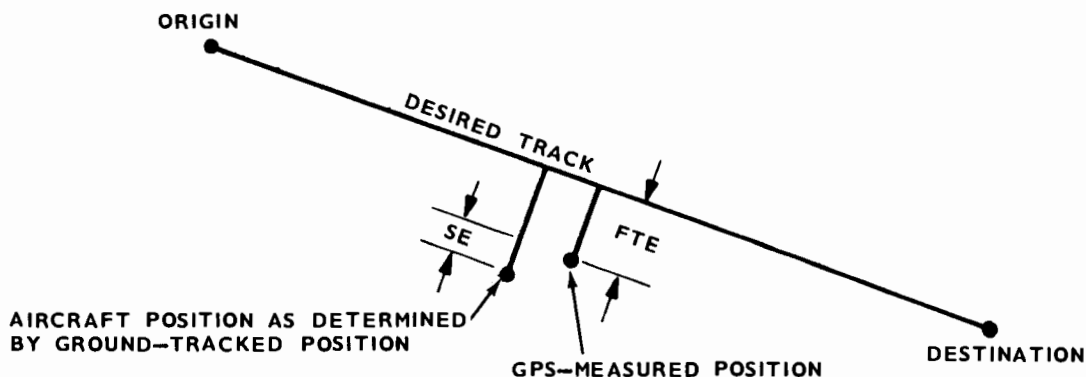 ORIGIN
DESIRED TRACK
SE
FTE
AIRCRAFT POSITION AS DETERMINED
BY GROUND-TRACKED POSITION
GPS-MEASURED POSITION
DESTINATION